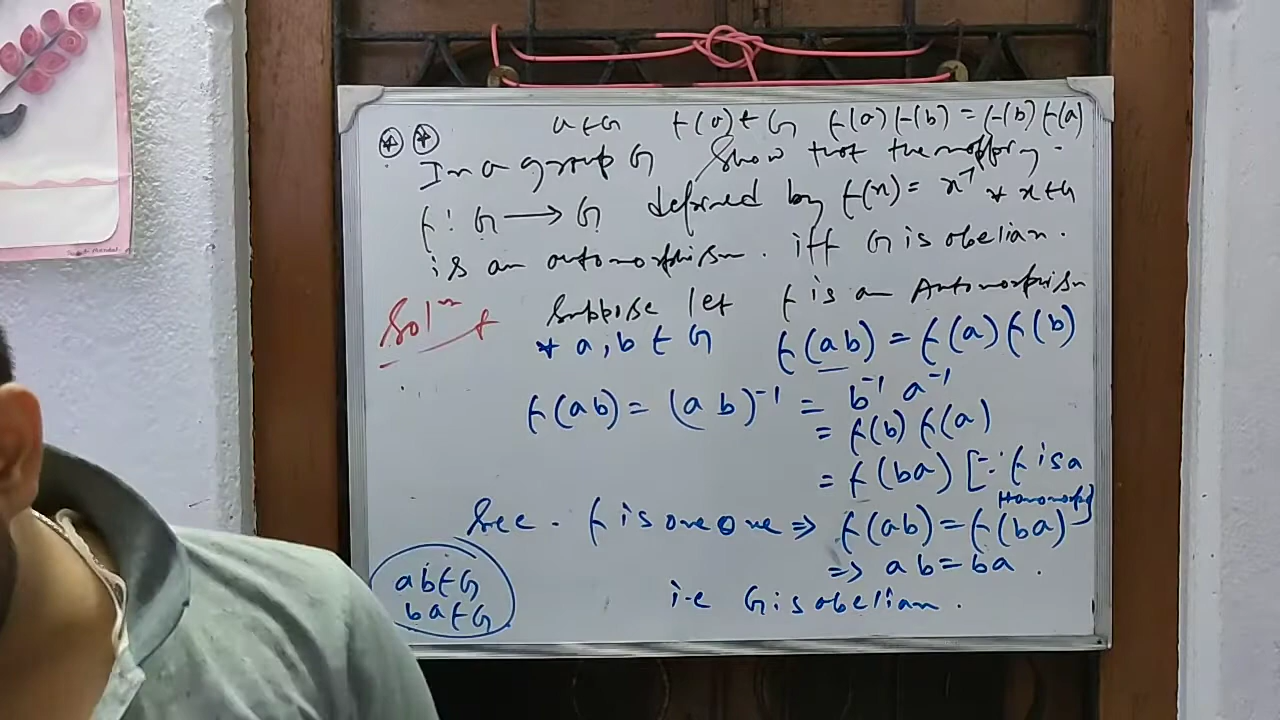 a ∈ G f(a) ∈ G f(a) f(b) = f(b) f(a)
In a group G show that the mapping
f : G → G defined by f(x) = x⁻¹ ∀ x ∈ G
is an automorphism. iff G is abelian.
Solⁿ Suppose let f is an Automorphism
∀ a, b ∈ G f(ab) = f(a) f(b)
f(ab) = (ab)⁻¹ = b⁻¹ a⁻¹
= f(b) f(a)
= f(ba) [∵ f is a
Homomorp]
f is one one ⇒ f(ab) = f(ba)
⇒ ab = ba .
ab ∈ G
ba ∈ G
i.e G is abelian .